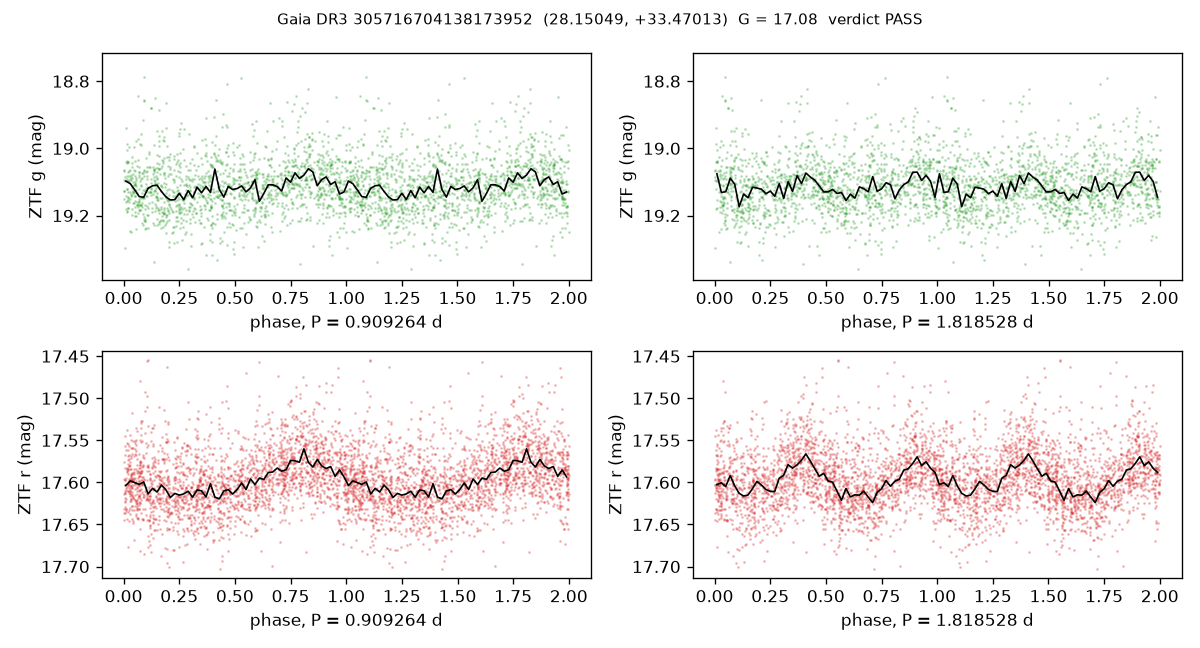 Gaia DR3 305716704138173952 (28.15049, +33.47013) G = 17.08 verdict PASS
ZTF g (mag)
18.8
19.0
19.2
0.00 0.25 0.50 0.75 1.00 1.25 1.50 1.75 2.00
phase, P = 0.909264 d
ZTF g (mag)
18.8
19.0
19.2
0.00 0.25 0.50 0.75 1.00 1.25 1.50 1.75 2.00
phase, P = 1.818528 d
ZTF r (mag)
17.45
17.50
17.55
17.60
17.65
17.70
0.00 0.25 0.50 0.75 1.00 1.25 1.50 1.75 2.00
phase, P = 0.909264 d
ZTF r (mag)
17.45
17.50
17.55
17.60
17.65
17.70
0.00 0.25 0.50 0.75 1.00 1.25 1.50 1.75 2.00
phase, P = 1.818528 d